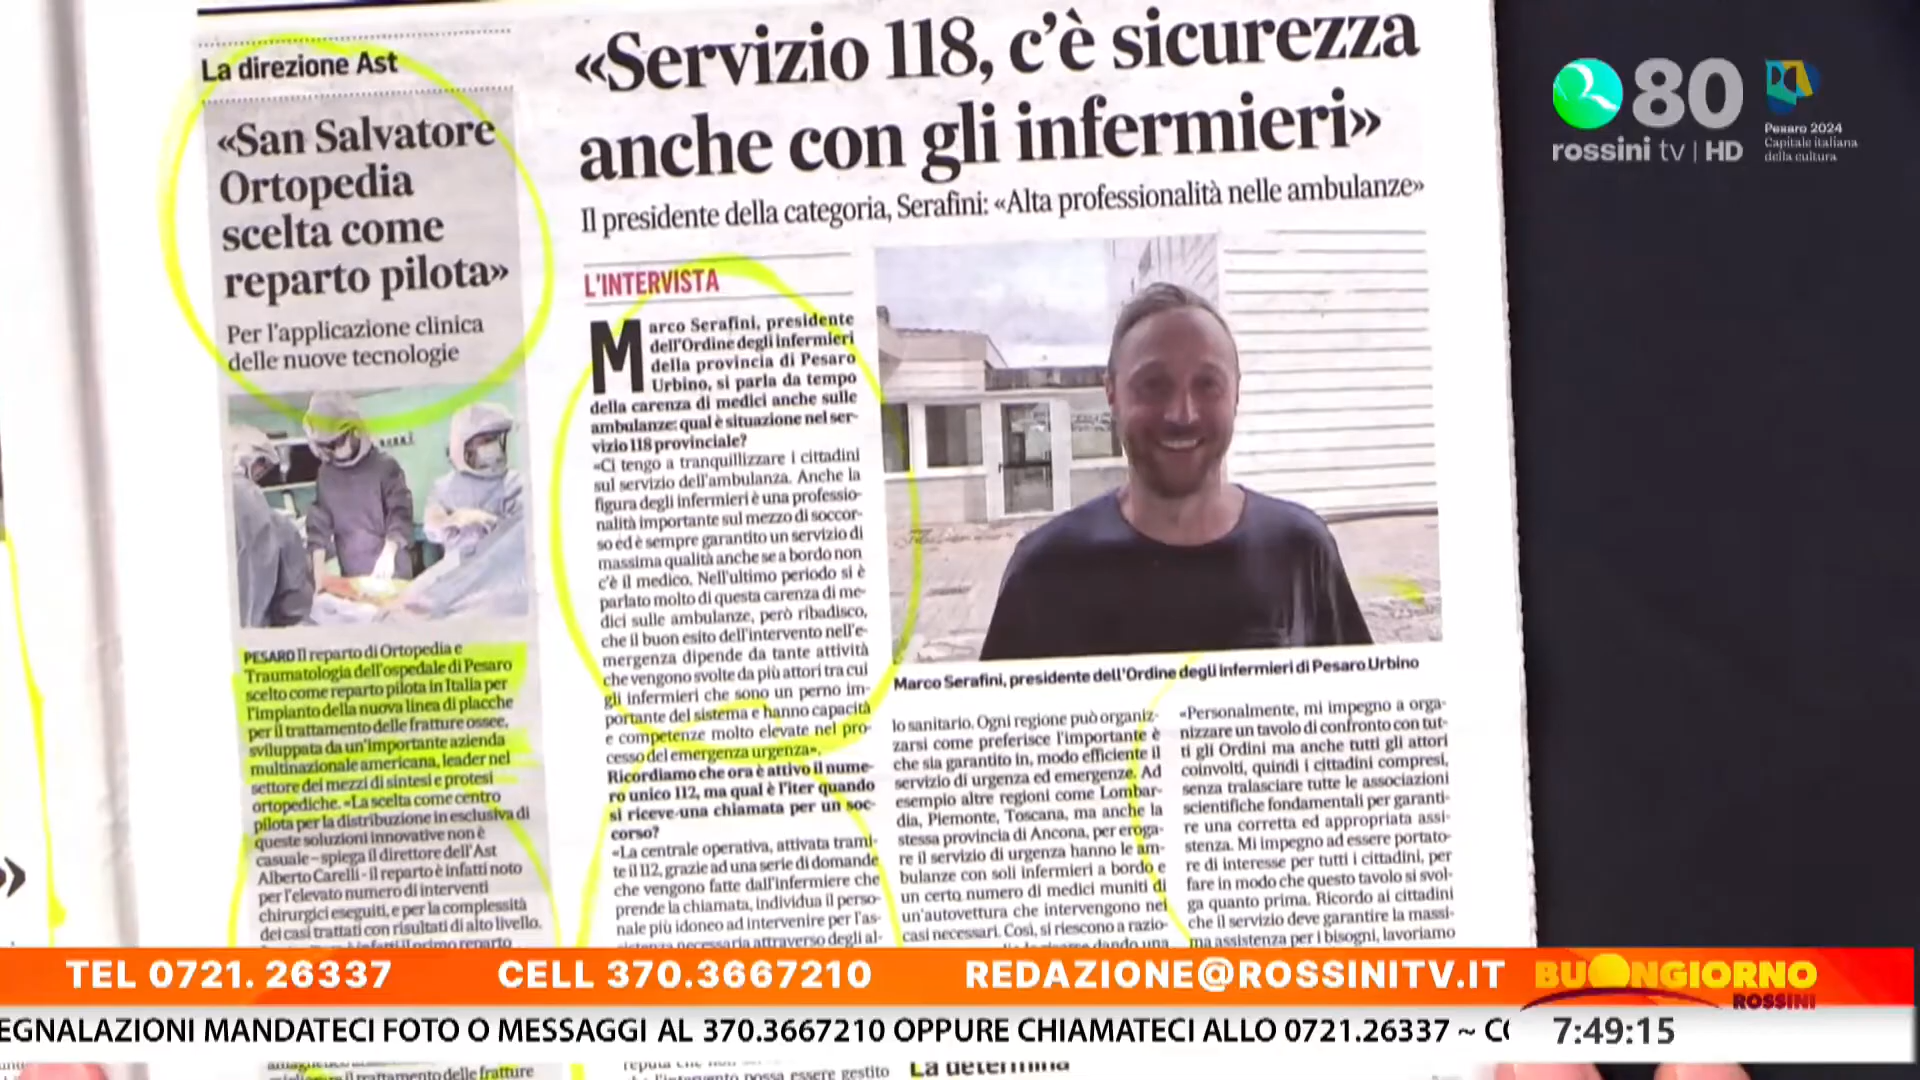 La direzione Ast
«San Salvatore
Ortopedia
scelta come
reparto pilota»
Per l'applicazione clinica
delle nuove tecnologie
PESARO Il reparto di Ortopedia e
Traumatologia dell'ospedale di Pesaro
scelto come reparto pilota in Italia per
l'impianto della nuova linea di placche
per il trattamento delle fratture ossee,
sviluppata da un'importante azienda
multinazionale americana, leader nel
settore dei mezzi di sintesi e protesi
ortopediche. «La scelta come centro
pilota per la distribuzione in esclusiva di
queste soluzioni innovative non è
casuale – spiega il direttore dell'Ast
Alberto Carelli - il reparto è infatti noto
per l'elevato numero di interventi
chirurgici eseguiti, e per la complessità
dei casi trattati con risultati di alto livello.
il trattamento delle fratture
«Servizio 118, c'è sicurezza
anche con gli infermieri»
Il presidente della categoria, Serafini: «Alta professionalità nelle ambulanze»
L'INTERVISTA
Marco Serafini, presidente
dell'Ordine degli infermieri
della provincia di Pesaro
Urbino, si parla da tempo
della carenza di medici anche sulle
ambulanze: qual è situazione nel ser-
vizio 118 provinciale?
«Ci tengo a tranquillizzare i cittadini
sul servizio dell'ambulanza. Anche la
figura degli infermieri è una professio-
nalità importante sul mezzo di soccor-
so ed è sempre garantito un servizio di
massima qualità anche se a bordo non
c'è il medico. Nell'ultimo periodo si è
parlato molto di questa carenza di me-
dici sulle ambulanze, però ribadisco,
che il buon esito dell'intervento nell'e-
mergenza dipende da tante attività
che vengono svolte da più attori tra cui
gli infermieri che sono un perno im-
portante del sistema e hanno capacità
e competenze molto elevate nel pro-
cesso del emergenza urgenza».
Ricordiamo che ora è attivo il nume-
ro unico 112, ma qual è l'iter quando
si riceve una chiamata per un soc-
corso?
«La centrale operativa, attivata trami-
te il 112, grazie ad una serie di domande
che vengono fatte dall'infermiere che
prende la chiamata, individua il perso-
nale più idoneo ad intervenire per l'as-
sistenza necessaria attraverso degli al-
possa essere gestito
Marco Serafini, presidente dell'Ordine degli infermieri di Pesaro Urbino
lo sanitario. Ogni regione può organiz-
zarsi come preferisce l'importante è
che sia garantito in, modo efficiente il
servizio di urgenza ed emergenze. Ad
esempio altre regioni come Lombar-
dia, Piemonte, Toscana, ma anche la
stessa provincia di Ancona, per eroga-
re il servizio di urgenza hanno le am-
bulanze con soli infermieri a bordo e
un certo numero di medici muniti di
un'autovettura che intervengono nei
casi necessari. Così, si riescono a razio-
dando una
La determina
«Personalmente, mi impegno a orga-
nizzare un tavolo di confronto con tut-
ti gli Ordini ma anche tutti gli attori
coinvolti, quindi i cittadini compresi,
senza tralasciare tutte le associazioni
scientifiche fondamentali per garanti-
re una corretta ed appropriata assi-
stenza. Mi impegno ad essere portato-
re di interesse per tutti i cittadini, per
fare in modo che questo tavolo si svol-
ga quanto prima. Ricordo ai cittadini
che il servizio deve garantire la massi-
ma assistenza per i bisogni, lavoriamo
80
rossini tv | HD
Pesaro 2024
Capitale italiana
della cultura
TEL 0721. 26337 CELL 370.3667210 REDAZIONE@ROSSINITV.IT
BUONGIORNO
ROSSINI
EGNALAZIONI MANDATECI FOTO O MESSAGGI AL 370.3667210 OPPURE CHIAMATECI ALLO 0721.26337 ~
7:49:15